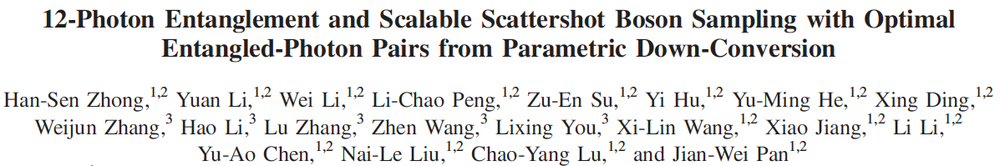 12-Photon Entanglement and Scalable Scattershot Boson Sampling with Optimal
Entangled-Photon Pairs from Parametric Down-Conversion
Han-Sen Zhong,1,2 Yuan Li,1,2 Wei Li,1,2 Li-Chao Peng,1,2 Zu-En Su,1,2 Yi Hu,1,2 Yu-Ming He,1,2 Xing Ding,1,2
Weijun Zhang,3 Hao Li,3 Lu Zhang,3 Zhen Wang,3 Lixing You,3 Xi-Lin Wang,1,2 Xiao Jiang,1,2 Li Li,1,2
Yu-Ao Chen,1,2 Nai-Le Liu,1,2 Chao-Yang Lu,1,2 and Jian-Wei Pan1,2